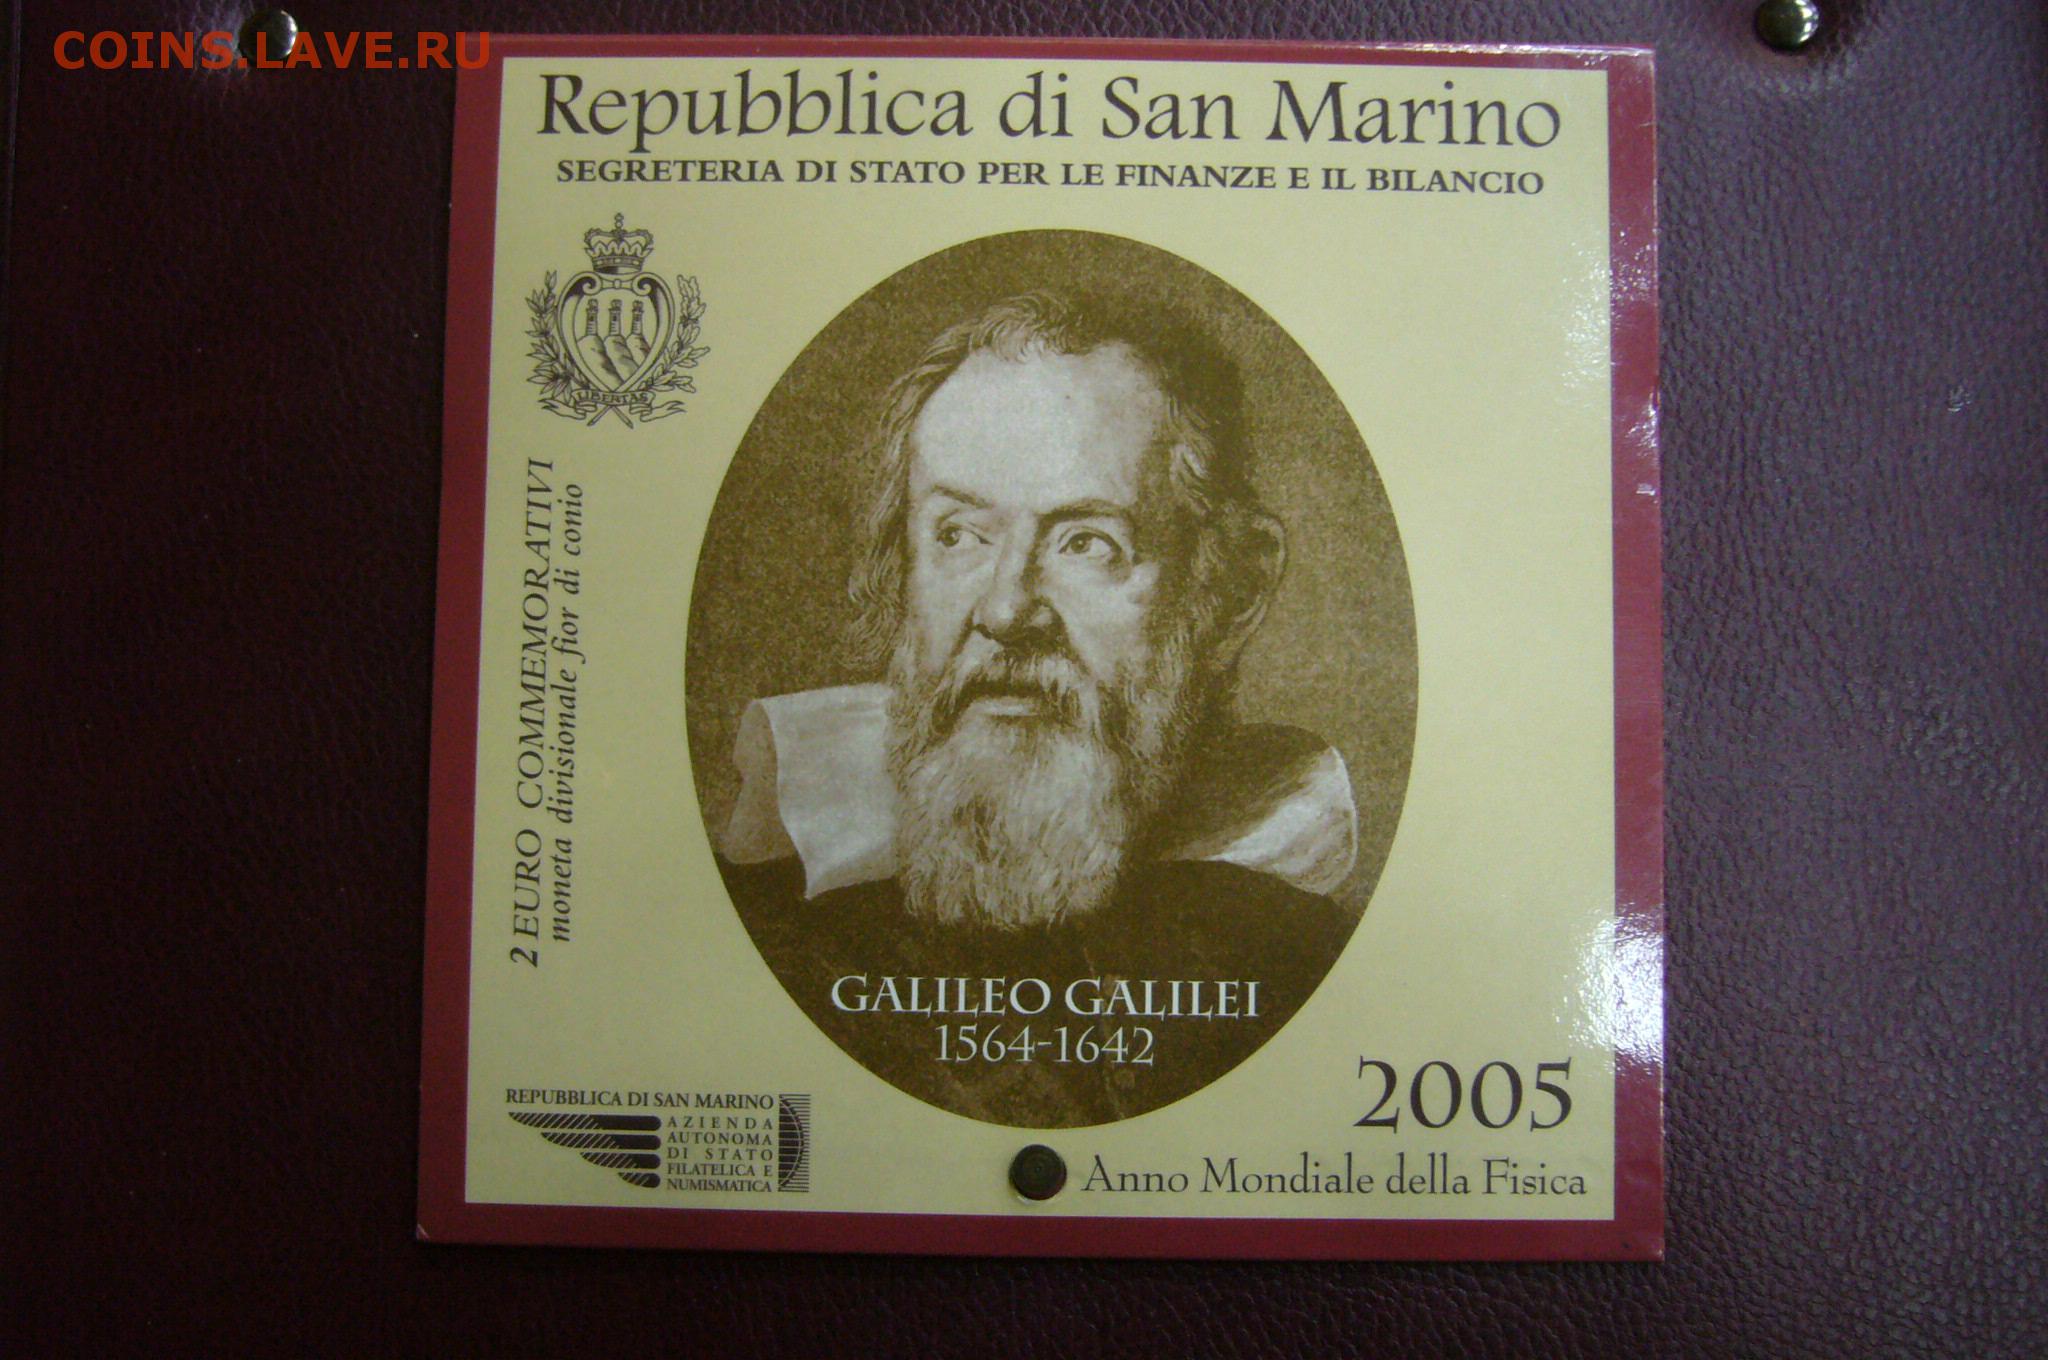 COINS.LAVE.RU
Repubblica di San Marino
SEGRETERIA DI STATO PER LE FINANZE E IL BILANCIO
LIBERTAS
2 EURO COMMEMORATIVI
moneta divisionale fior di conio
GALILEO GALILEI
1564-1642
2005
Anno Mondiale della Fisica
REPUBBLICA DI SAN MARINO
AZIENDA
AUTONOMA
DI STATO
FILATELICA E
NUMISMATICA